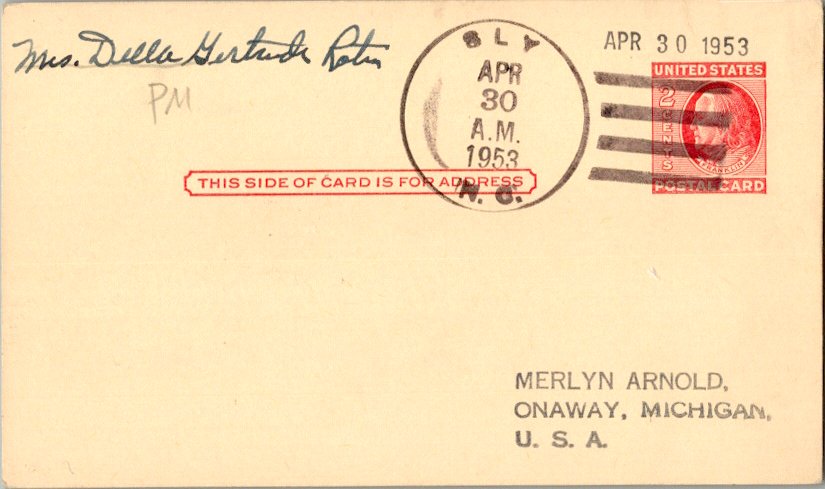 Mrs. Della Gertrude
PM
SLY
APR
30
A.M.
1953
N. C.
APR 30 1953
UNITED STATES
2 CENTS
FRANKLIN
POSTAL CARD
THIS SIDE OF CARD IS FOR ADDRESS
MERLYN ARNOLD,
ONAWAY, MICHIGAN,
U. S. A.